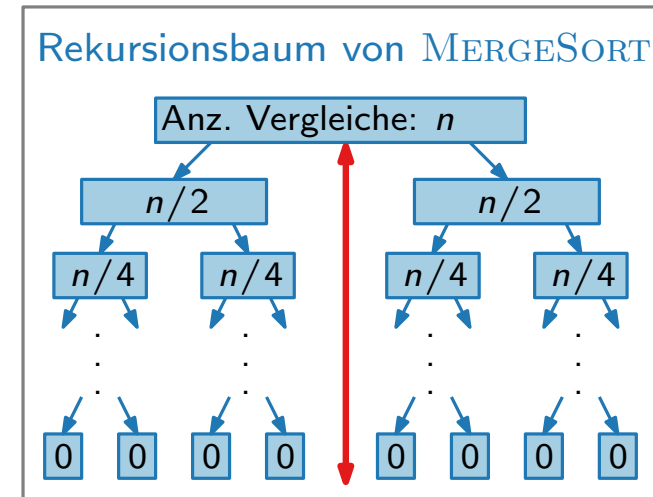 Rekursionsbaum von MERGESORT
Anz. Vergleiche: n
n/2 n/2
n/4 n/4 n/4 n/4
0 0 0 0 0 0 0 0